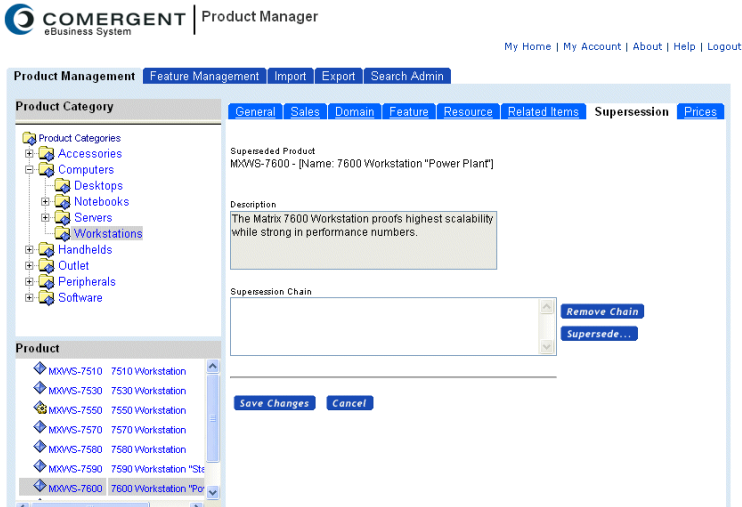 COMERGENT
eBusiness System
Product Manager
My Home | My Account | About | Help | Logout
Product Management Feature Management Import Export Search Admin
Product Category
General Sales Domain Feature Resource Related Items Supersession Prices
Product Categories
Accessories
Computers
Desktops
Notebooks
Servers
Workstations
Handhelds
Outlet
Peripherals
Software
Superseded Product
MXWS-7600 - [Name: 7600 Workstation "Power Plant"]
Description
The Matrix 7600 Workstation proofs highest scalability
while strong in performance numbers.
Supersession Chain
Remove Chain
Supersede...
Save Changes Cancel
Product
MXWS-7510 7510 Workstation
MXWS-7530 7530 Workstation
MXWS-7550 7550 Workstation
MXWS-7570 7570 Workstation
MXWS-7580 7580 Workstation
MXWS-7590 7590 Workstation "Sta
MXWS-7600 7600 Workstation "Po